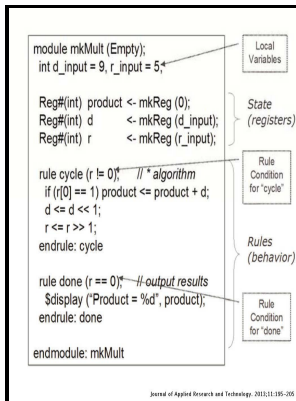 module mkMult (Empty);
int d_input = 9, r_input = 5;
Local
Variables
Reg#(int) product <- mkReg (0);
Reg#(int) d <- mkReg (d_input);
Reg#(int) r <- mkReg (r_input);
State
(registers)
rule cycle (r != 0); // * algorithm
if (r[0] == 1) product <= product + d;
d <= d << 1;
r <= r >> 1;
endrule: cycle
Rule
Condition
for "cycle"
Rules
(behavior)
rule done (r == 0); // output results
$display ("Product = %d", product);
endrule: done
Rule
Condition
for "done"
endmodule: mkMult
Journal of Applied Research and Technology. 2013;11:195-205